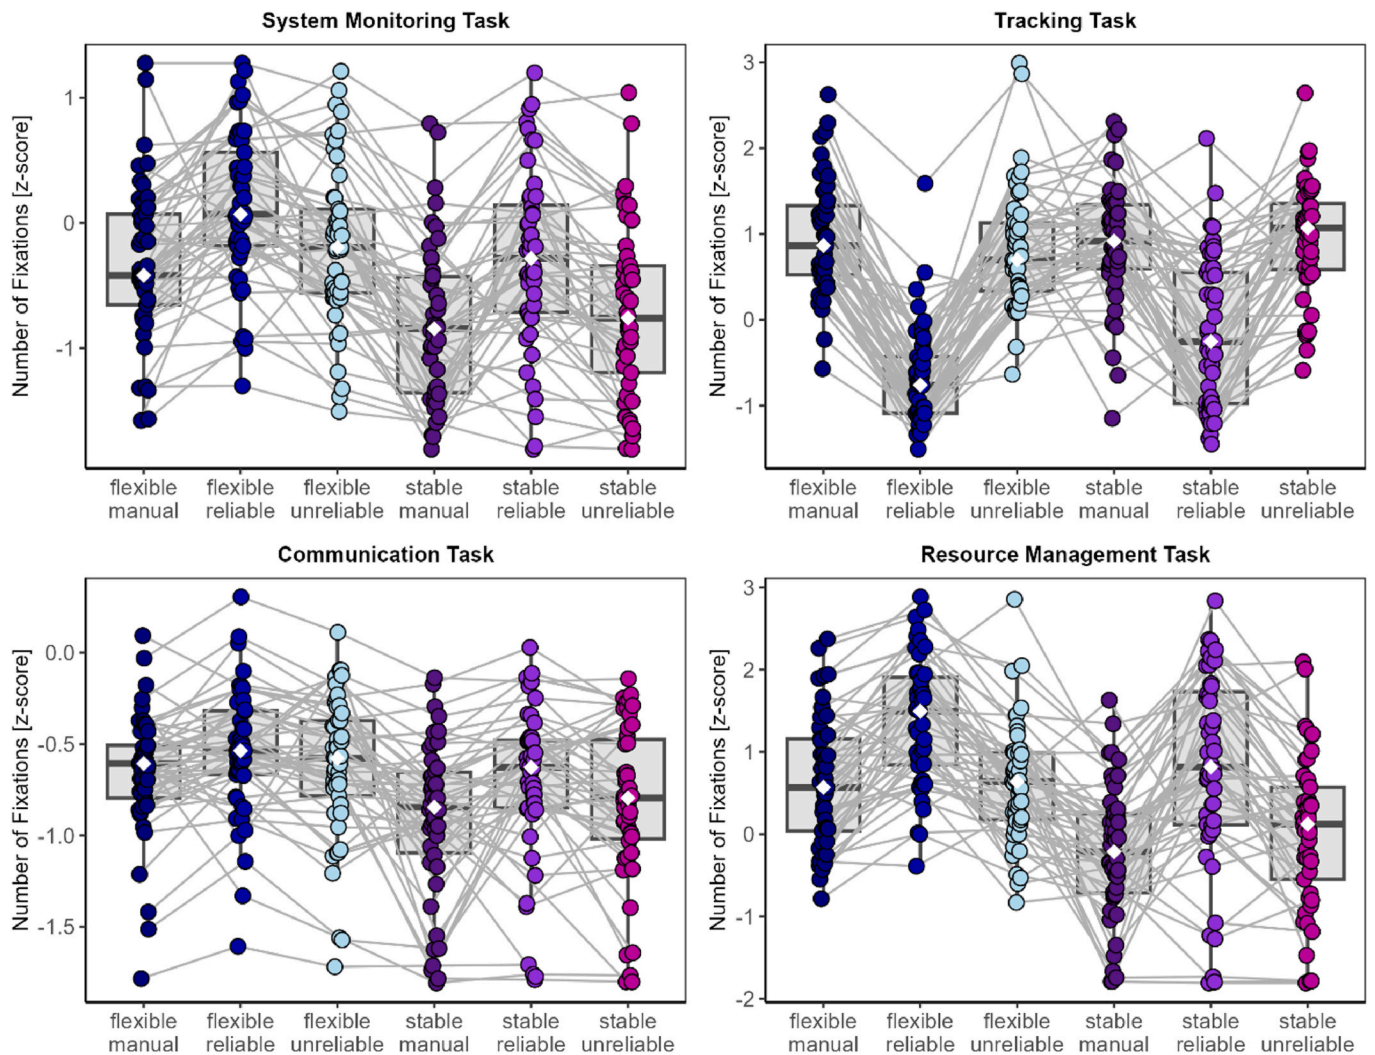 System Monitoring Task
Number of Fixations [z-score]
1
0
-1
flexible manual
flexible reliable
flexible unreliable
stable manual
stable reliable
stable unreliable
Tracking Task
Number of Fixations [z-score]
3
2
1
0
-1
flexible manual
flexible reliable
flexible unreliable
stable manual
stable reliable
stable unreliable
Communication Task
Number of Fixations [z-score]
0.0
-0.5
-1.0
-1.5
flexible manual
flexible reliable
flexible unreliable
stable manual
stable reliable
stable unreliable
Resource Management Task
Number of Fixations [z-score]
3
2
1
0
-1
-2
flexible manual
flexible reliable
flexible unreliable
stable manual
stable reliable
stable unreliable